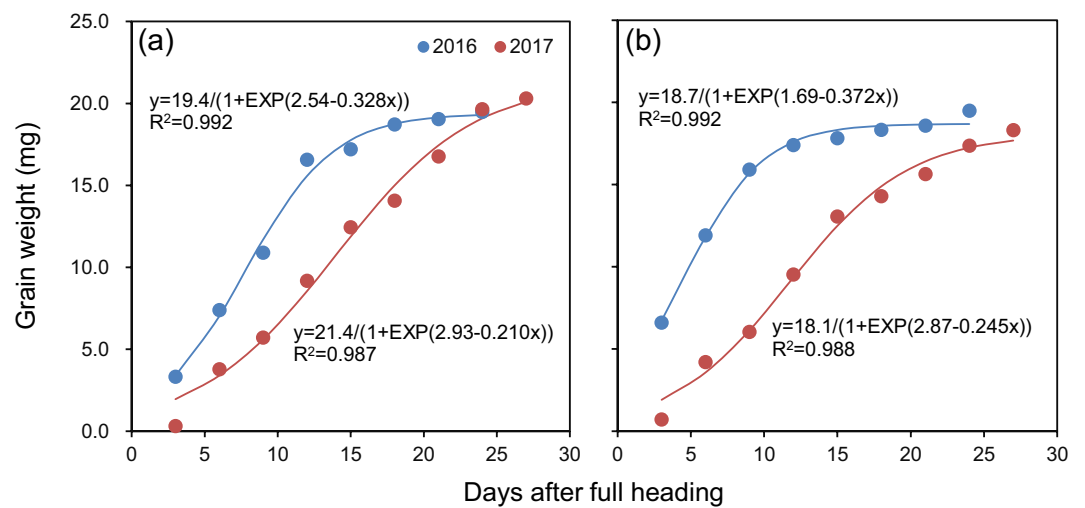 Grain weight (mg)
25.0
20.0
15.0
10.0
5.0
0.0
(a)
2016
2017
y=19.4/(1+EXP(2.54-0.328x))
R²=0.992
y=21.4/(1+EXP(2.93-0.210x))
R²=0.987
0 5 10 15 20 25 30
(b)
y=18.7/(1+EXP(1.69-0.372x))
R²=0.992
y=18.1/(1+EXP(2.87-0.245x))
R²=0.988
0 5 10 15 20 25 30
Days after full heading